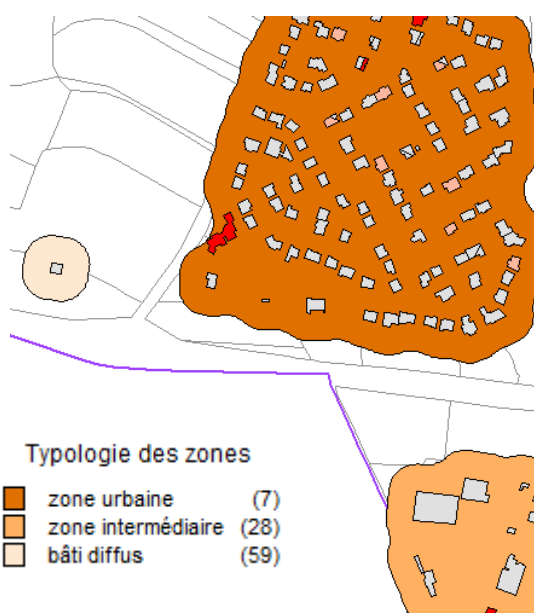 Typologie des zones
zone urbaine (7)
zone intermédiaire (28)
bâti diffus (59)